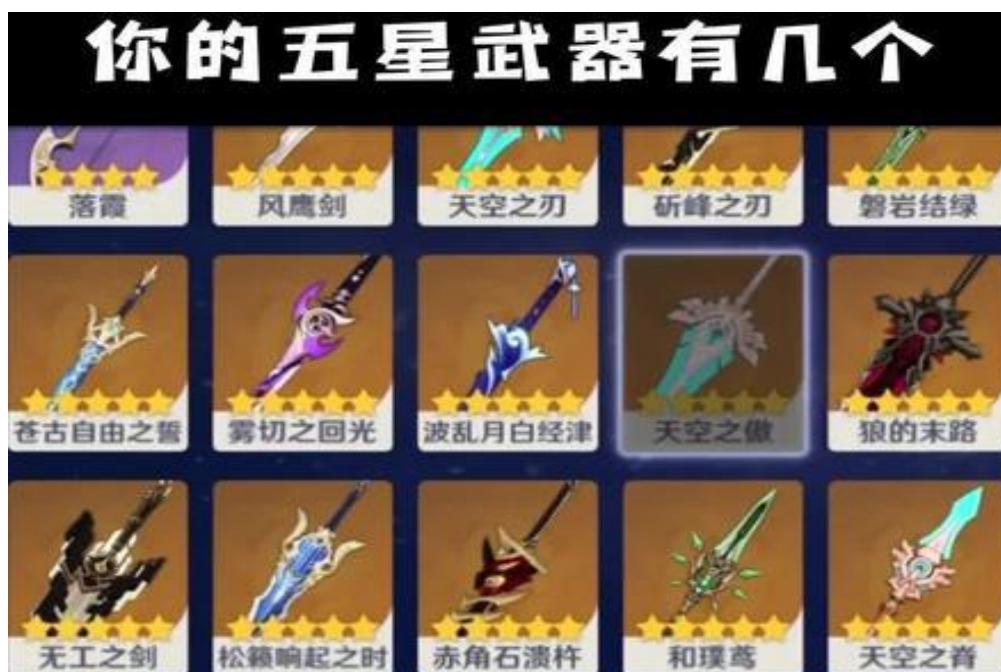 你的五星武器有几个
落霞 风鹰剑 天空之刃 斫峰之刃 磐岩结绿
苍古自由之誓 雾切之回光 波乱月白经津 天空之傲 狼的末路
无工之剑 松籁响起之时 赤角石溃杵 和璞鸢 天空之脊